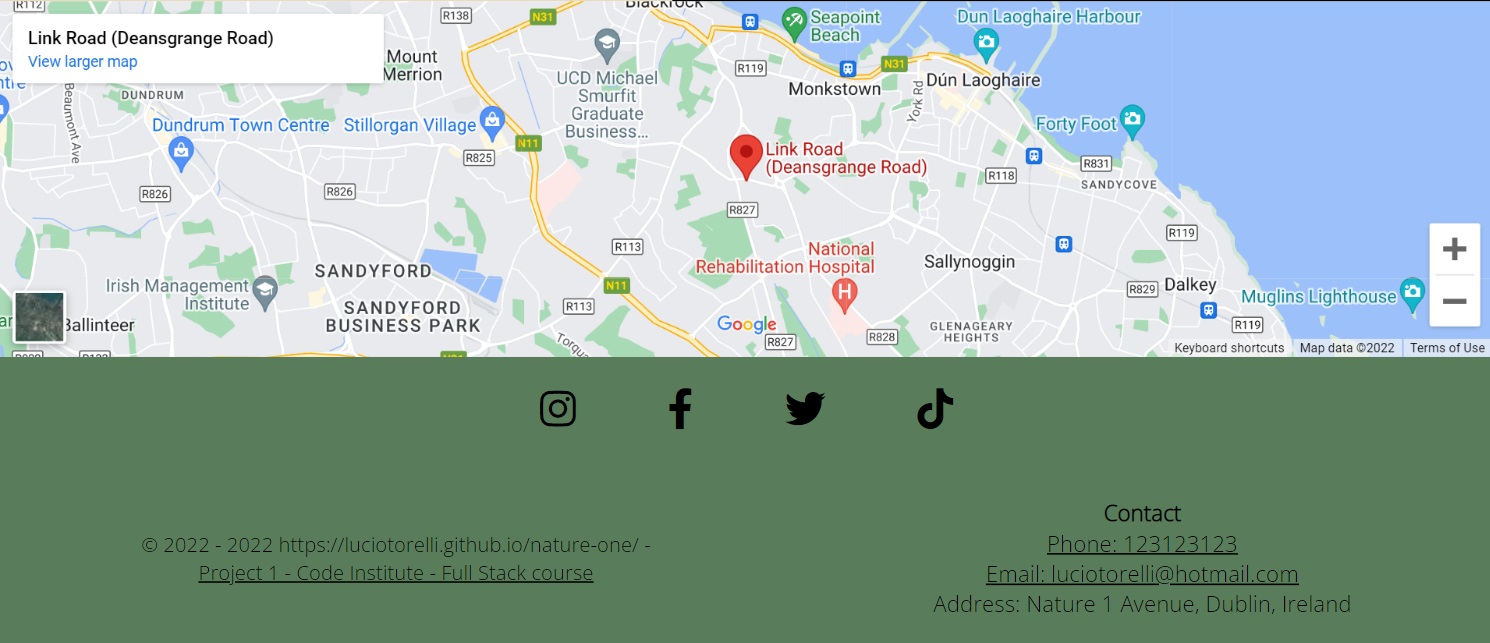 R112
Link Road (Deansgrange Road)
View larger map
R138
N31
Blackrock
Seapoint
Beach
Dun Laoghaire Harbour
Mount
Merrion
UCD Michael
Smurfit
Graduate
Business...
R119
N31
Monkstown
Dún Laoghaire
York Rd
Beaumont Ave
DUNDRUM
Dundrum Town Centre
Stillorgan Village
N11
R825
Forty Foot
Link Road
(Deansgrange Road)
R118
R831
SANDYCOVE
R826
R826
R827
R119
R113
National
Rehabilitation Hospital
Sallynoggin
SANDYFORD
Irish Management
Institute
N11
R829
Dalkey
Muglins Lighthouse
R113
SANDYFORD
BUSINESS PARK
Ballinteer
Google
R827
R828
GLENAGEARY
HEIGHTS
R119
Keyboard shortcuts
Map data ©2022
Terms of Use
© 2022 - 2022 https://luciotorelli.github.io/nature-one/ -
Project 1 - Code Institute - Full Stack course
Contact
Phone: 123123123
Email: luciotorelli@hotmail.com
Address: Nature 1 Avenue, Dublin, Ireland